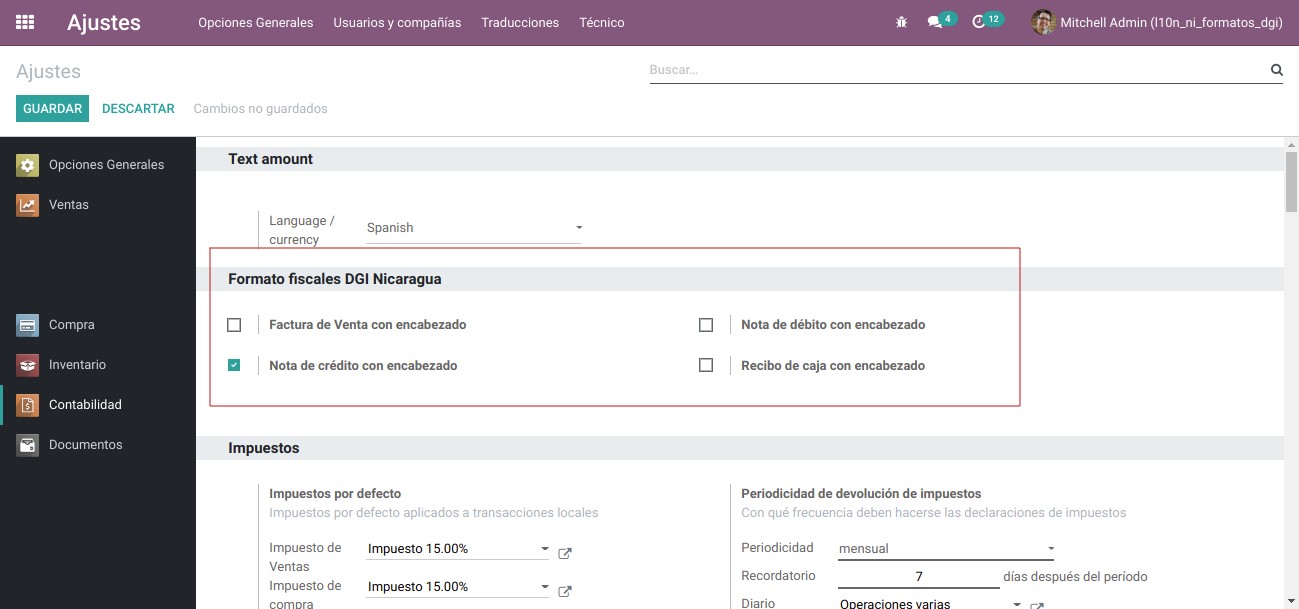 Ajustes Opciones Generales Usuarios y compañías Traducciones Técnico 4 12 Mitchell Admin (l10n_ni_formatos_dgi)
Ajustes Buscar...
GUARDAR DESCARTAR Cambios no guardados
Opciones Generales
Ventas
Compra
Inventario
Contabilidad
Documentos
Text amount
Language /
currency
Spanish
Formato fiscales DGI Nicaragua
Factura de Venta con encabezado
Nota de débito con encabezado
Nota de crédito con encabezado
Recibo de caja con encabezado
Impuestos
Impuestos por defecto
Impuestos por defecto aplicados a transacciones locales
Impuesto de
Ventas
Impuesto 15.00%
Impuesto de
compra
Impuesto 15.00%
Periodicidad de devolución de impuestos
Con qué frecuencia deben hacerse las declaraciones de impuestos
Periodicidad mensual
Recordatorio 7 días después del período
Diario Operaciones varias